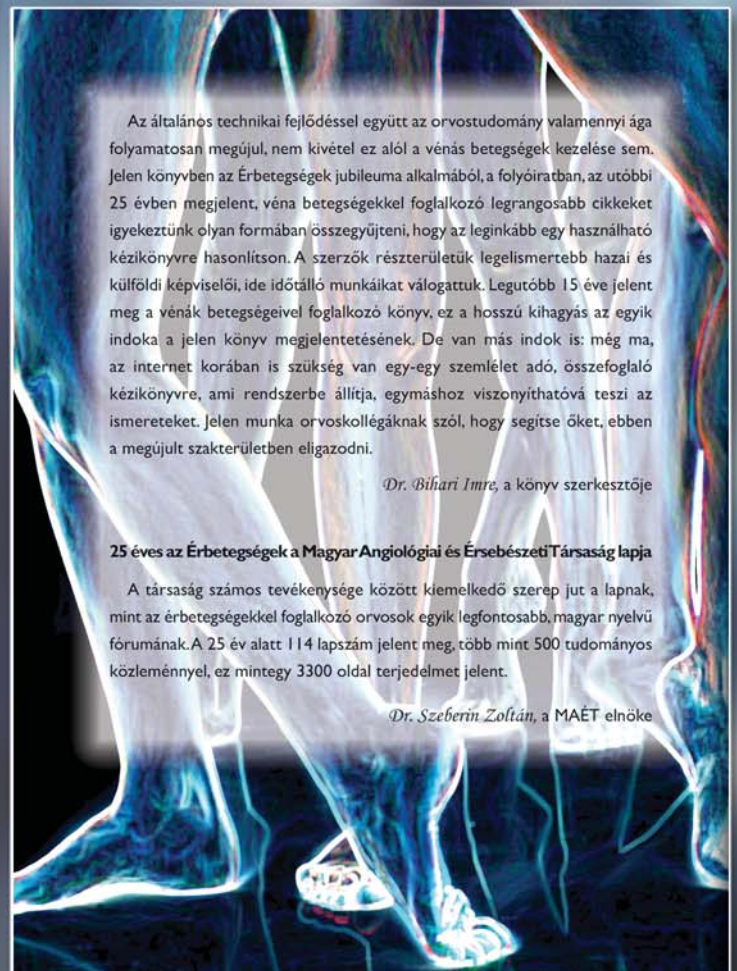 Az általános technikai fejlődéssel együtt az orvostudomány valamennyi ága
folyamatosan megújul, nem kivétel ez alól a vénás betegségek kezelése sem.
Jelen könyvben az Érbetegségek jubileuma alkalmából, a folyóiratban, az utóbbi
25 évben megjelent, véna betegségekkel foglalkozó legrangosabb cikkeket
igyekeztünk olyan formában összegyűjteni, hogy az leginkább egy használható
kézikönyvre hasonlítson. A szerzők részterületük legelismertebb hazai és
külföldi képviselői, ide időtálló munkáikat válogattuk. Legutóbb 15 éve jelent
meg a vénák betegségeivel foglalkozó könyv, ez a hosszú kihagyás az egyik
indoka a jelen könyv megjelentetésének. De van más indok is: még ma,
az internet korában is szükség van egy-egy szemlélet adó, összefoglaló
kézikönyvre, ami rendszerbe állítja, egymáshoz viszonyíthatóvá teszi az
ismereteket. Jelen munka orvoskollégáknak szól, hogy segítse őket, ebben
a megújult szakterületben eligazodni.
Dr. Bihari Imre, a könyv szerkesztője
25 éves az Érbetegségek a Magyar Angiológiai és Érsebészeti Társaság lapja
A társaság számos tevékenysége között kiemelkedő szerep jut a lapnak,
mint az érbetegségekkel foglalkozó orvosok egyik legfontosabb, magyar nyelvű
fórumának. A 25 év alatt 114 lapszám jelent meg, több mint 500 tudományos
közleménnyel, ez mintegy 3300 oldal terjedelmet jelent.
Dr. Szeberin Zoltán, a MAÉT elnöke